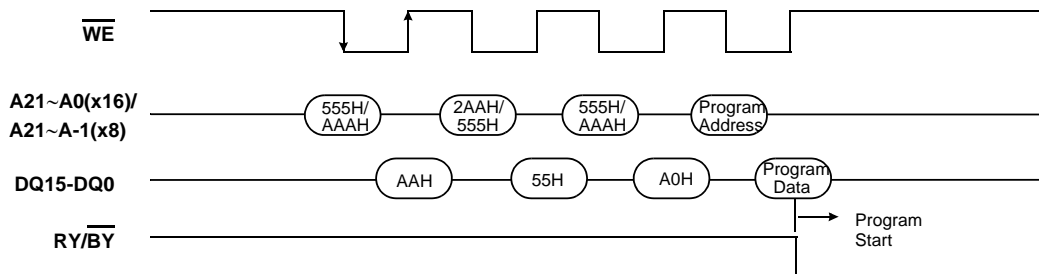 WE
A21~A0(x16)/
A21~A-1(x8)
555H/
AAAH
2AAH/
555H
555H/
AAAH
Program
Address
DQ15-DQ0
AAH
55H
A0H
Program
Data
RY/BY
Program
Start